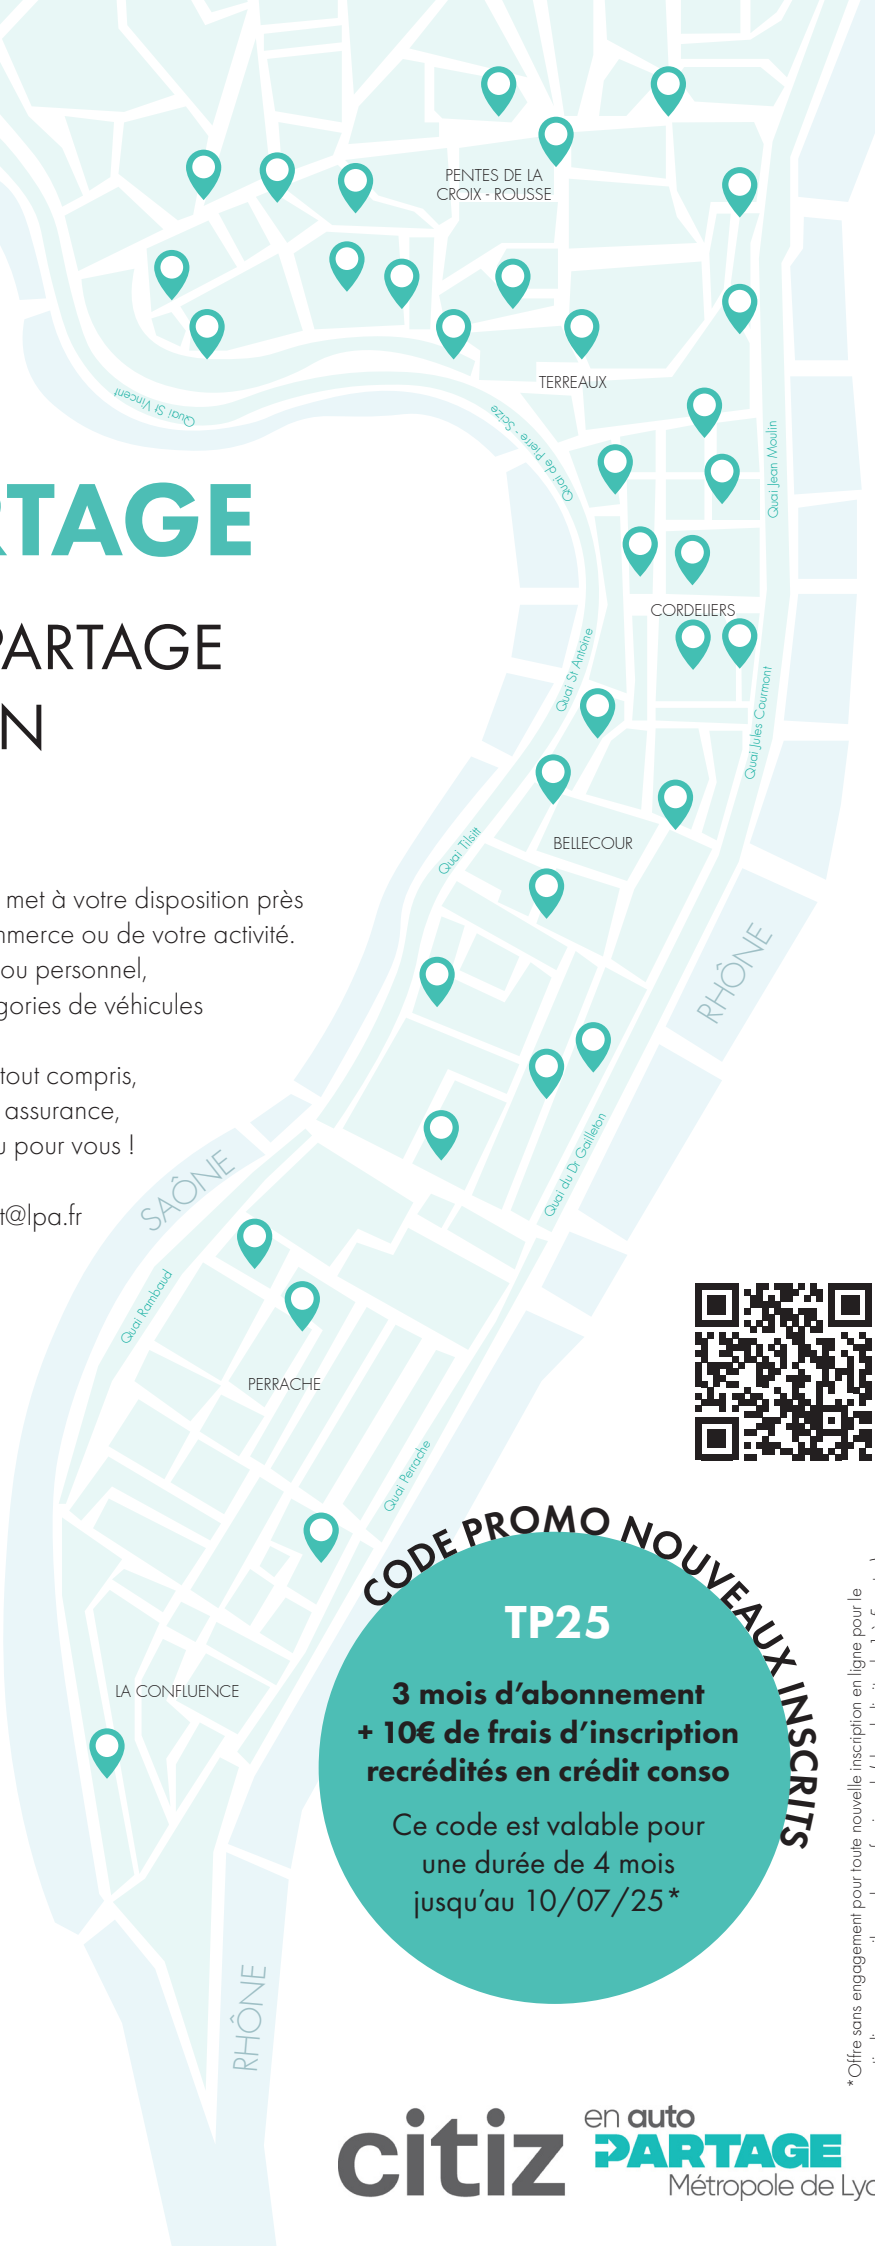 PENTES DE LA
CROIX - ROUSSE
TERREAUX
Quai St Vincent
Quai de Pierre - Scize
Quai Jean Moulin
RTAGE
PARTAGE
N
CORDELIERS
Quai St Antoine
Quai Jules Courmont
Quai Tilsitt
BELLECOUR
met à votre disposition près
mmerce ou de votre activité.
ou personnel,
gories de véhicules
tout compris,
assurance,
u pour vous !
t@lpa.fr
RHÔNE
Quai du Dr Gailleton
SAÔNE
Quai Rambaud
PERRACHE
Quai Perrache
LA CONFLUENCE
RHÔNE
CODE PROMO NOUVEAUX INSCRITS
TP25
3 mois d’abonnement
+ 10€ de frais d’inscription
recrédités en crédit conso
Ce code est valable pour
une durée de 4 mois
jusqu’au 10/07/25*
*Offre sans engagement pour toute nouvelle inscription en ligne pour le
citiz
en auto
PARTAGE
Métropole de Lyo